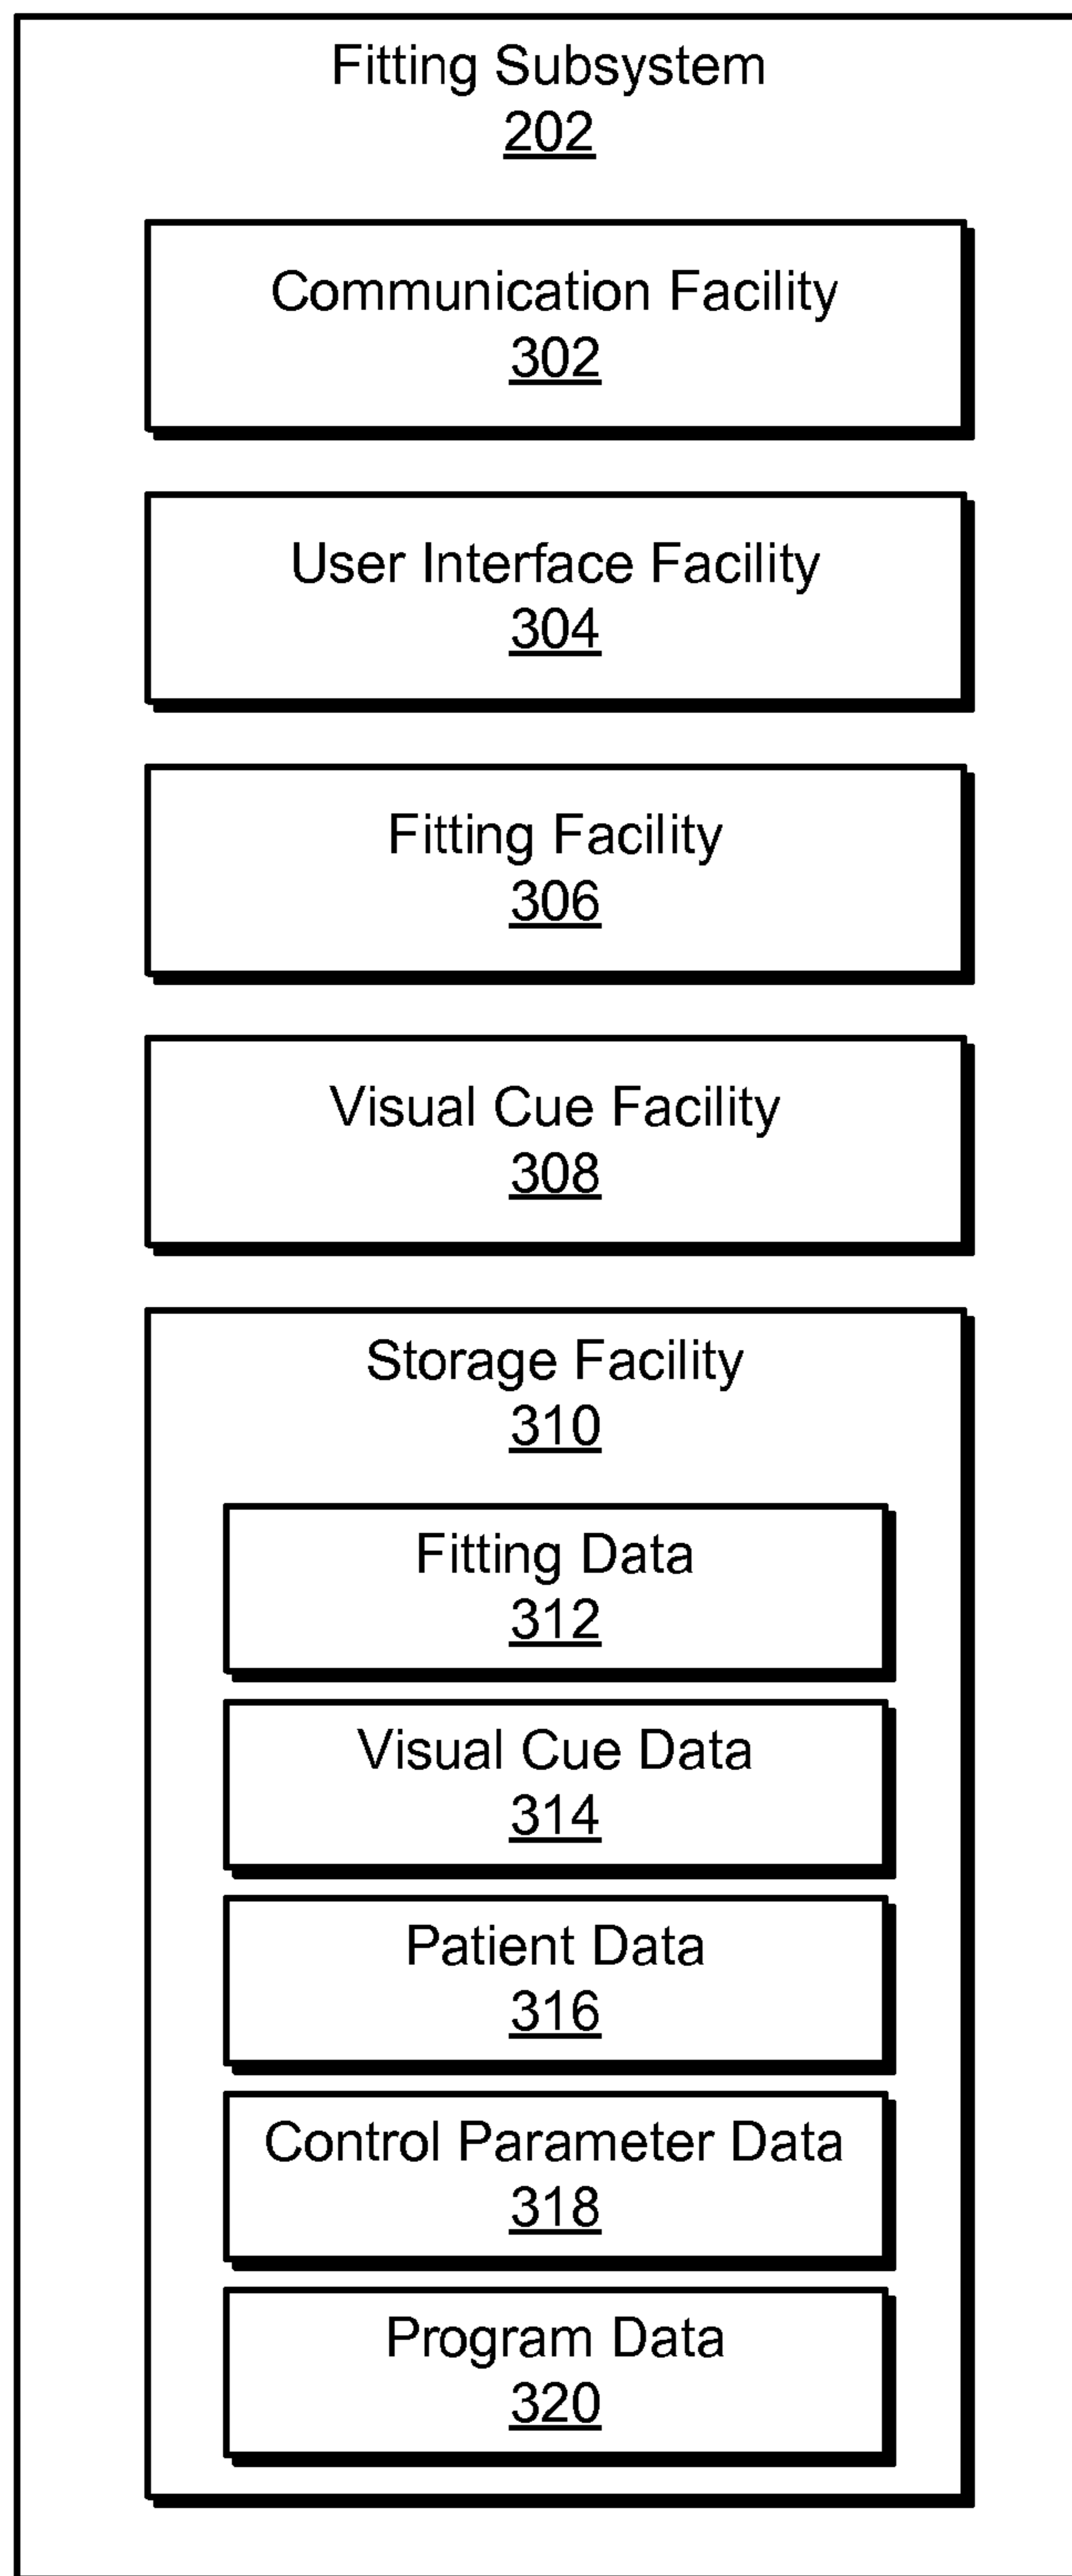 Fitting Subsystem
202
Communication Facility
302
User Interface Facility
304
Fitting Facility
306
Visual Cue Facility
308
Storage Facility
310
Fitting Data
312
Visual Cue Data
314
Patient Data
316
Control Parameter Data
318
Program Data
320